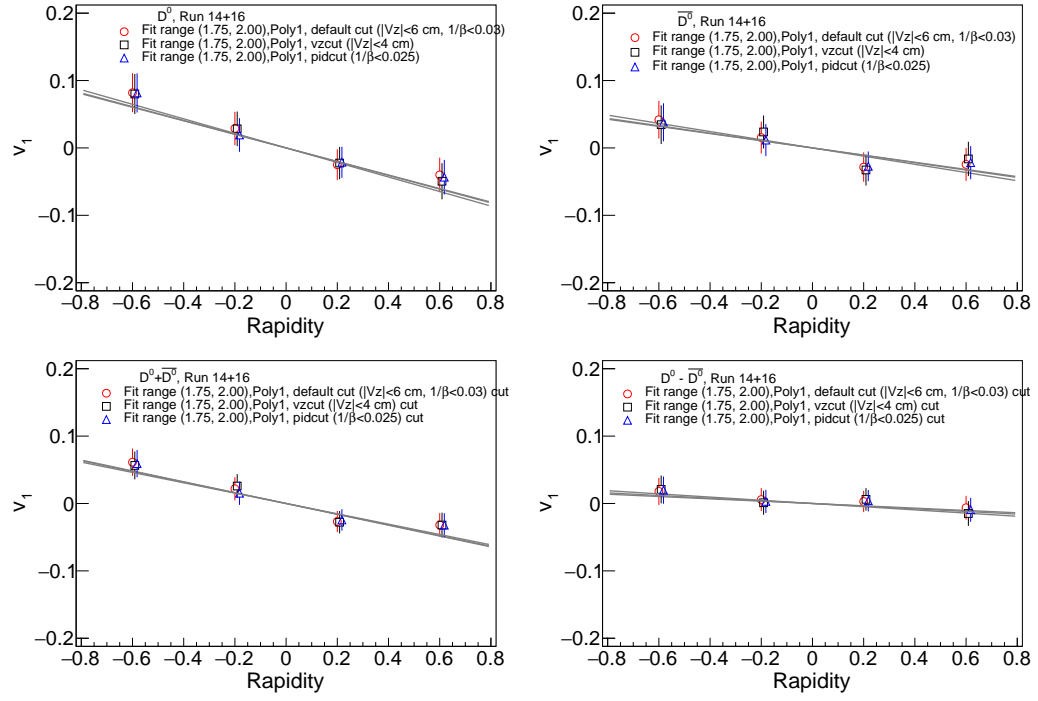 D⁰, Run 14+16
Fit range (1.75, 2.00),Poly1, default cut (|Vz|<6 cm, 1/β<0.03)
Fit range (1.75, 2.00),Poly1, vzcut (|Vz|<4 cm)
Fit range (1.75, 2.00),Poly1, pidcut (1/β<0.025)
0.2
0.1
0
−0.1
−0.2
v₁
−0.8 −0.6 −0.4 −0.2 0 0.2 0.4 0.6 0.8
Rapidity
D̅⁰, Run 14+16
Fit range (1.75, 2.00),Poly1, default cut (|Vz|<6 cm, 1/β<0.03)
Fit range (1.75, 2.00),Poly1, vzcut (|Vz|<4 cm)
Fit range (1.75, 2.00),Poly1, pidcut (1/β<0.025)
0.2
0.1
0
−0.1
−0.2
v₁
−0.8 −0.6 −0.4 −0.2 0 0.2 0.4 0.6 0.8
Rapidity
D⁰+D̅⁰, Run 14+16
Fit range (1.75, 2.00),Poly1, default cut (|Vz|<6 cm, 1/β<0.03) cut
Fit range (1.75, 2.00),Poly1, vzcut (|Vz|<4 cm) cut
Fit range (1.75, 2.00),Poly1, pidcut (1/β<0.025) cut
0.2
0.1
0
−0.1
−0.2
v₁
−0.8 −0.6 −0.4 −0.2 0 0.2 0.4 0.6 0.8
Rapidity
D⁰ - D̅⁰, Run 14+16
Fit range (1.75, 2.00),Poly1, default cut (|Vz|<6 cm, 1/β<0.03) cut
Fit range (1.75, 2.00),Poly1, vzcut (|Vz|<4 cm) cut
Fit range (1.75, 2.00),Poly1, pidcut (1/β<0.025) cut
0.2
0.1
0
−0.1
−0.2
v₁
−0.8 −0.6 −0.4 −0.2 0 0.2 0.4 0.6 0.8
Rapidity